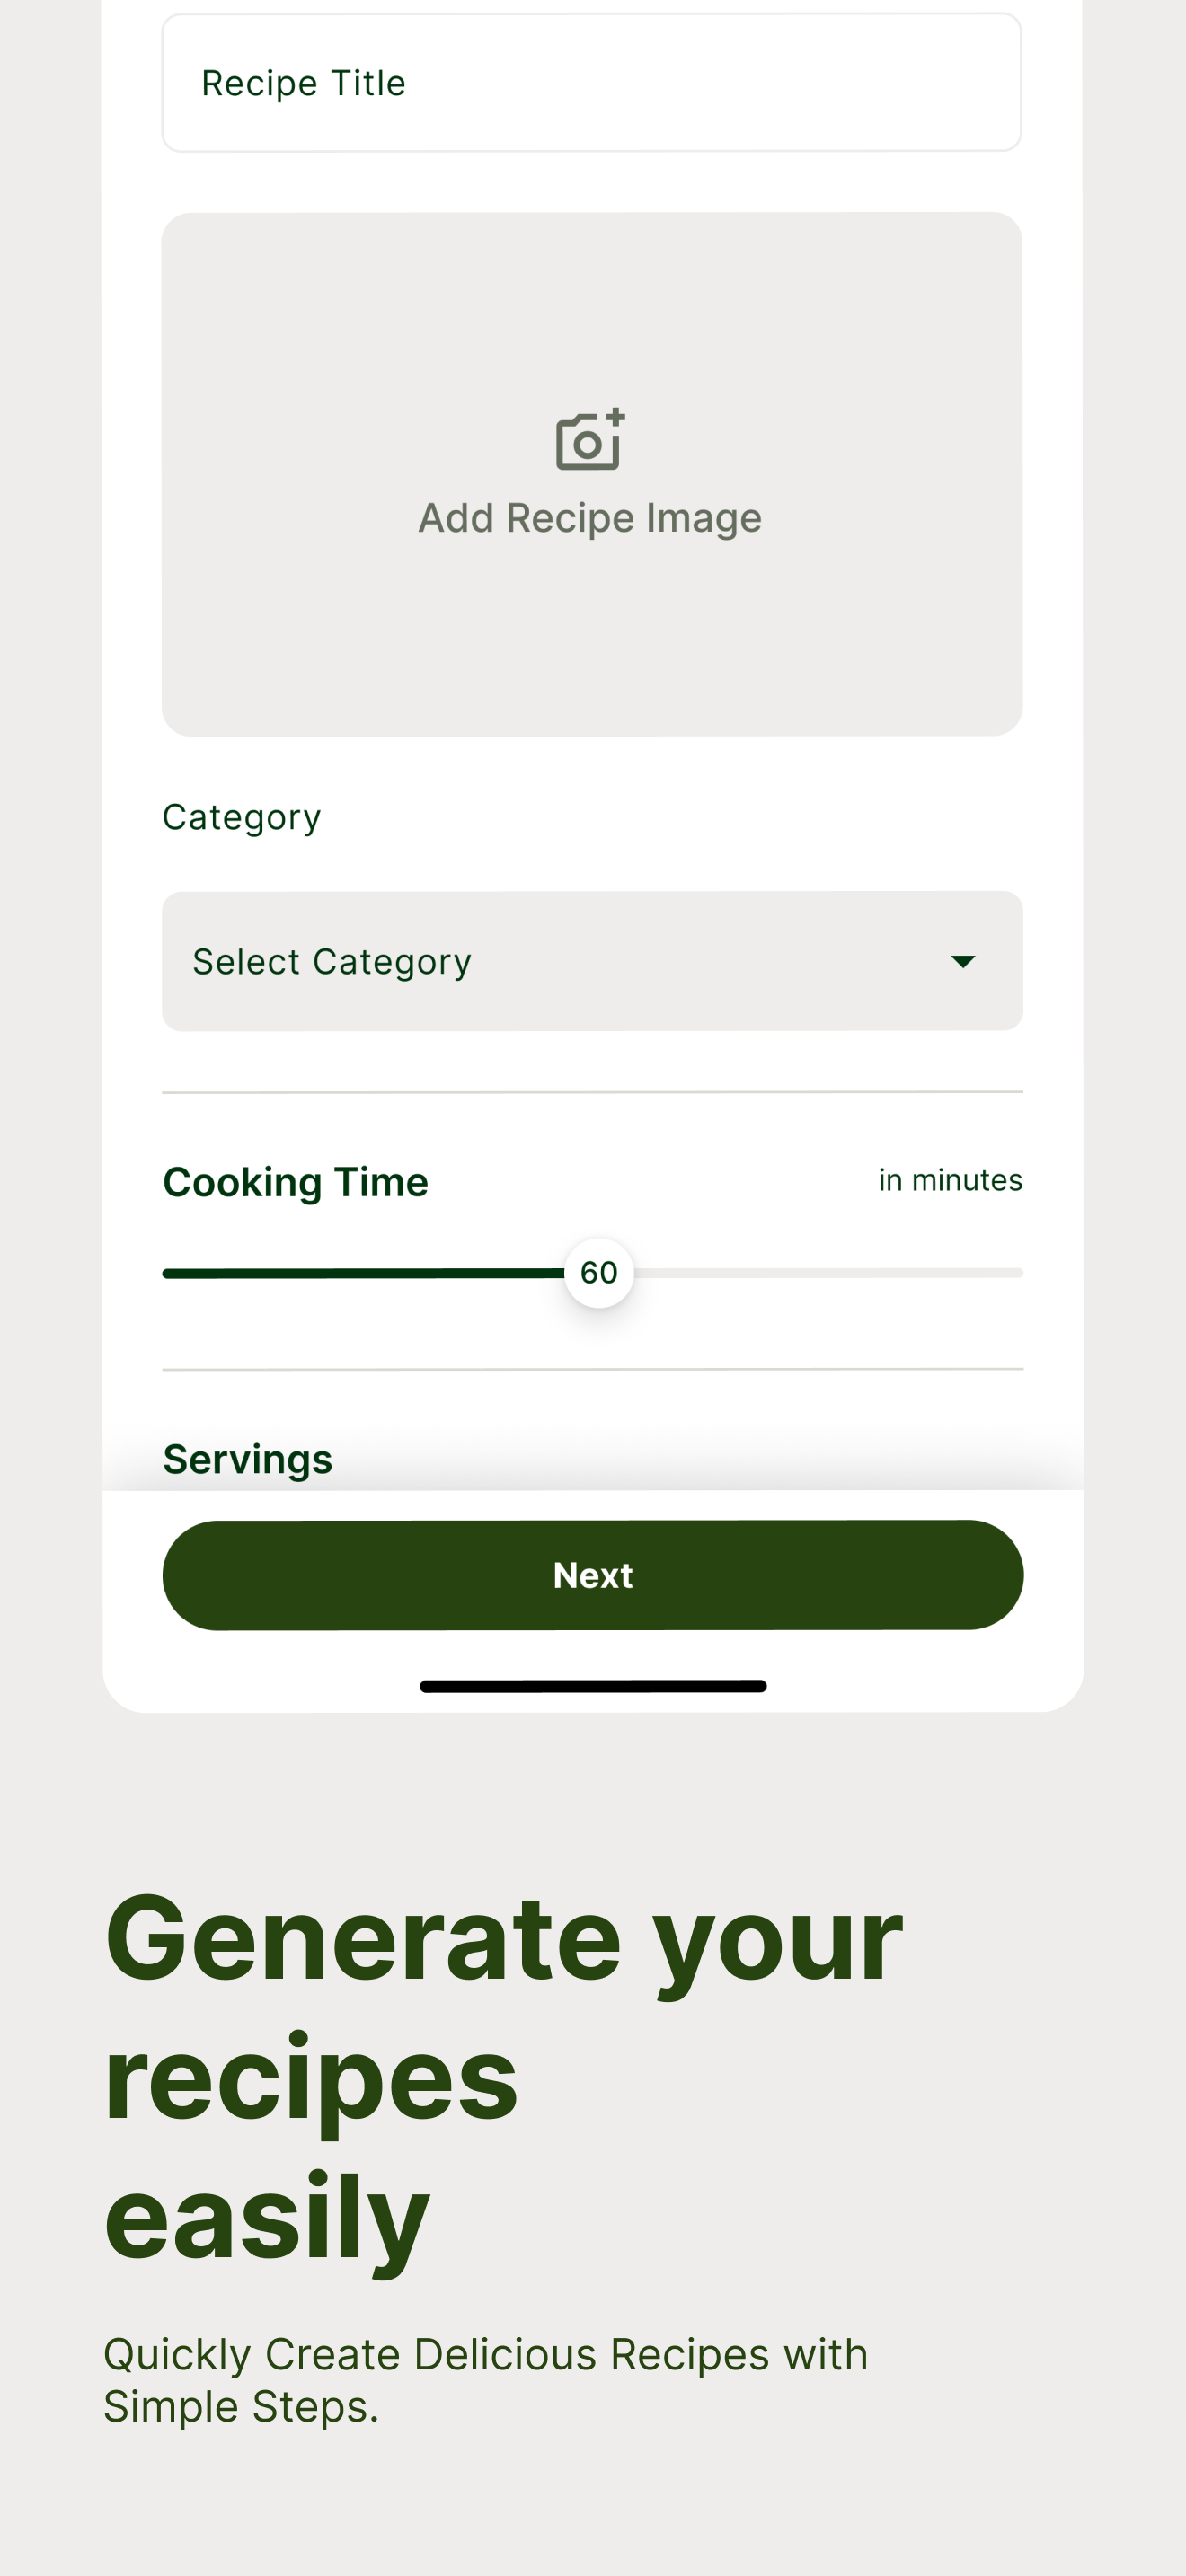 Recipe Title
Add Recipe Image
Category
Select Category
Cooking Time
in minutes
60
Servings
Next
Generate your
recipes
easily
Quickly Create Delicious Recipes with
Simple Steps.